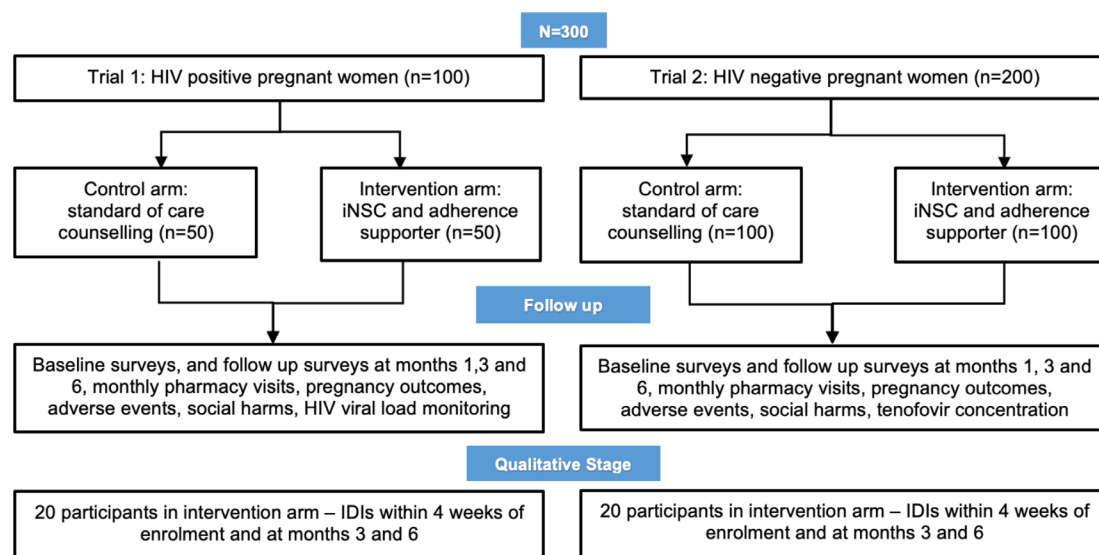 N=300
Trial 1: HIV positive pregnant women (n=100)
Trial 2: HIV negative pregnant women (n=200)
Control arm:
standard of care
counselling (n=50)
Intervention arm:
iNSC and adherence
supporter (n=50)
Control arm:
standard of care
counselling (n=100)
Intervention arm:
iNSC and adherence
supporter (n=100)
Follow up
Baseline surveys, and follow up surveys at months 1,3 and
6, monthly pharmacy visits, pregnancy outcomes,
adverse events, social harms, HIV viral load monitoring
Baseline surveys and follow up surveys at months 1, 3 and
6, monthly pharmacy visits, pregnancy outcomes,
adverse events, social harms, tenofovir concentration
Qualitative Stage
20 participants in intervention arm – IDIs within 4 weeks of
enrolment and at months 3 and 6
20 participants in intervention arm – IDIs within 4 weeks of
enrolment and at months 3 and 6